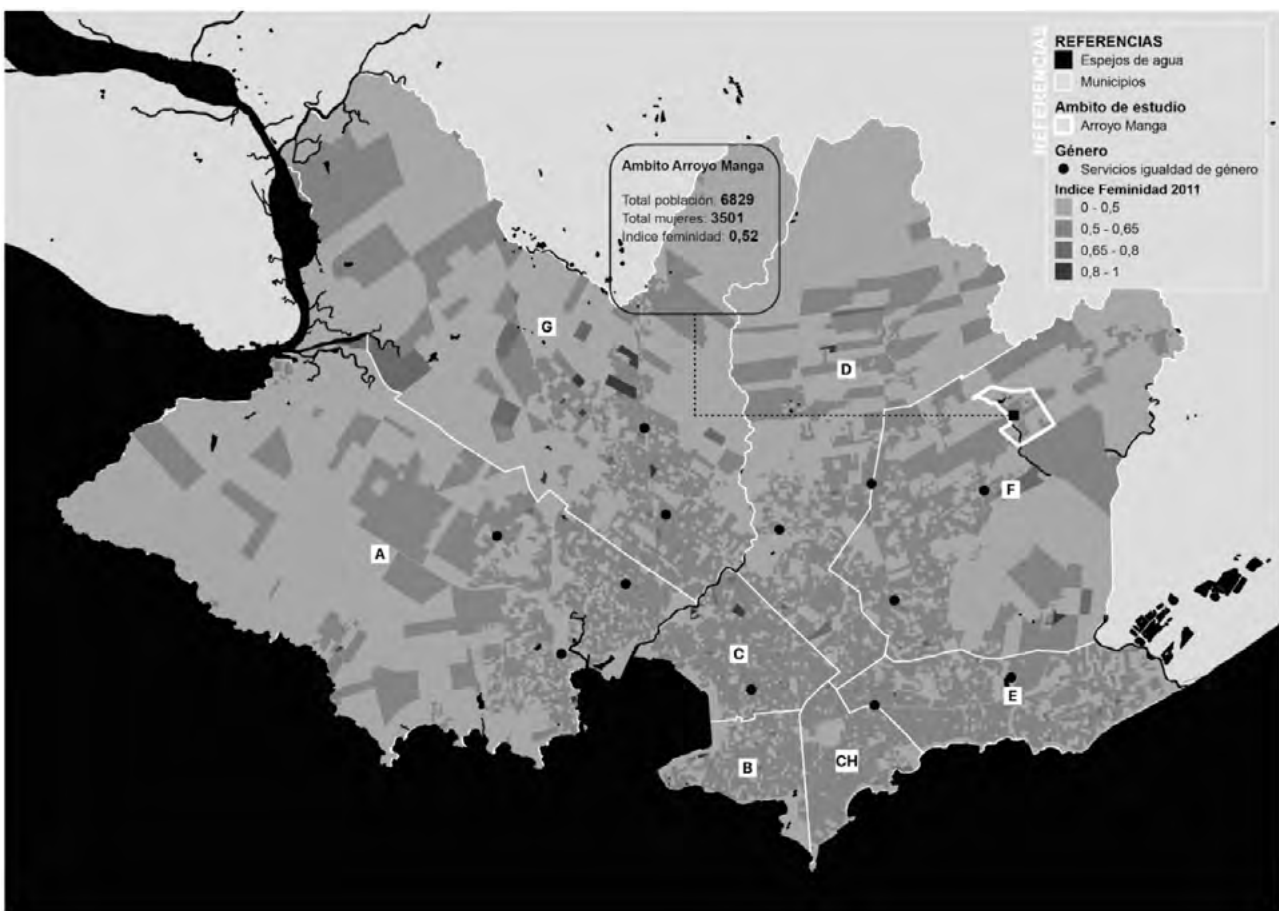 REFERENCIAS
REFERENCIAS
Espejos de agua
Municipios
Ambito de estudio
Arroyo Manga
Género
Servicios igualdad de género
Indice Feminidad 2011
0 - 0,5
0,5 - 0,65
0,65 - 0,8
0,8 - 1
Ambito Arroyo Manga
Total población: 6829
Total mujeres: 3501
Indice feminidad: 0,52
G
D
F
A
C
E
B
CH